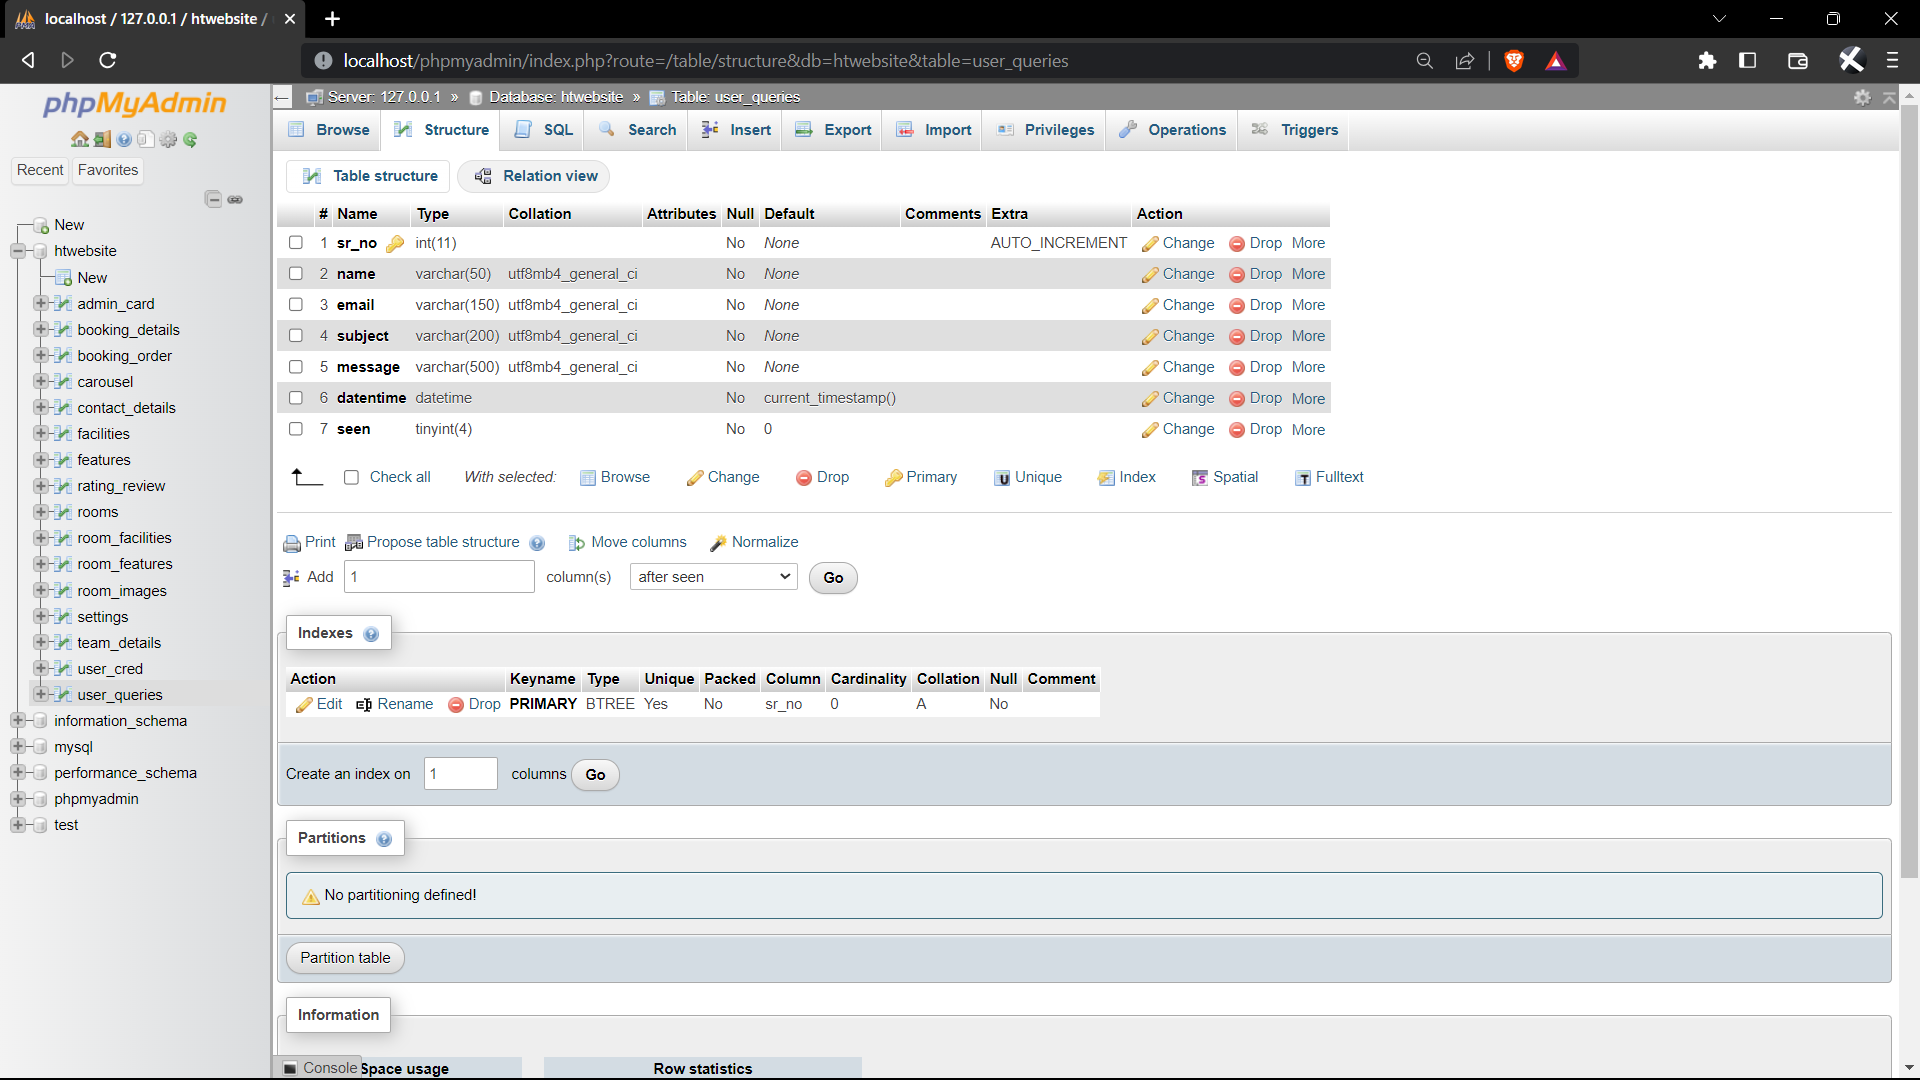 localhost / 127.0.0.1 / htwebsite /
localhost/phpmyadmin/index.php?route=/table/structure&db=htwebsite&table=user_queries
phpMyAdmin
Recent Favorites
New
htwebsite
New
admin_card
booking_details
booking_order
carousel
contact_details
facilities
features
rating_review
rooms
room_facilities
room_features
room_images
settings
team_details
user_cred
user_queries
information_schema
mysql
performance_schema
phpmyadmin
test
Server: 127.0.0.1 » Database: htwebsite » Table: user_queries
Browse Structure SQL Search Insert Export Import Privileges Operations Triggers
Table structure Relation view
# Name Type Collation Attributes Null Default Comments Extra Action
1 sr_no int(11) No None AUTO_INCREMENT Change Drop More
2 name varchar(50) utf8mb4_general_ci No None Change Drop More
3 email varchar(150) utf8mb4_general_ci No None Change Drop More
4 subject varchar(200) utf8mb4_general_ci No None Change Drop More
5 message varchar(500) utf8mb4_general_ci No None Change Drop More
6 datentime datetime No current_timestamp() Change Drop More
7 seen tinyint(4) No 0 Change Drop More
Check all With selected: Browse Change Drop Primary Unique Index Spatial Fulltext
Print Propose table structure Move columns Normalize
Add 1 column(s) after seen Go
Indexes
Action Keyname Type Unique Packed Column Cardinality Collation Null Comment
Edit Rename Drop PRIMARY BTREE Yes No sr_no 0 A No
Create an index on 1 columns Go
Partitions
No partitioning defined!
Partition table
Information
Console Space usage Row statistics